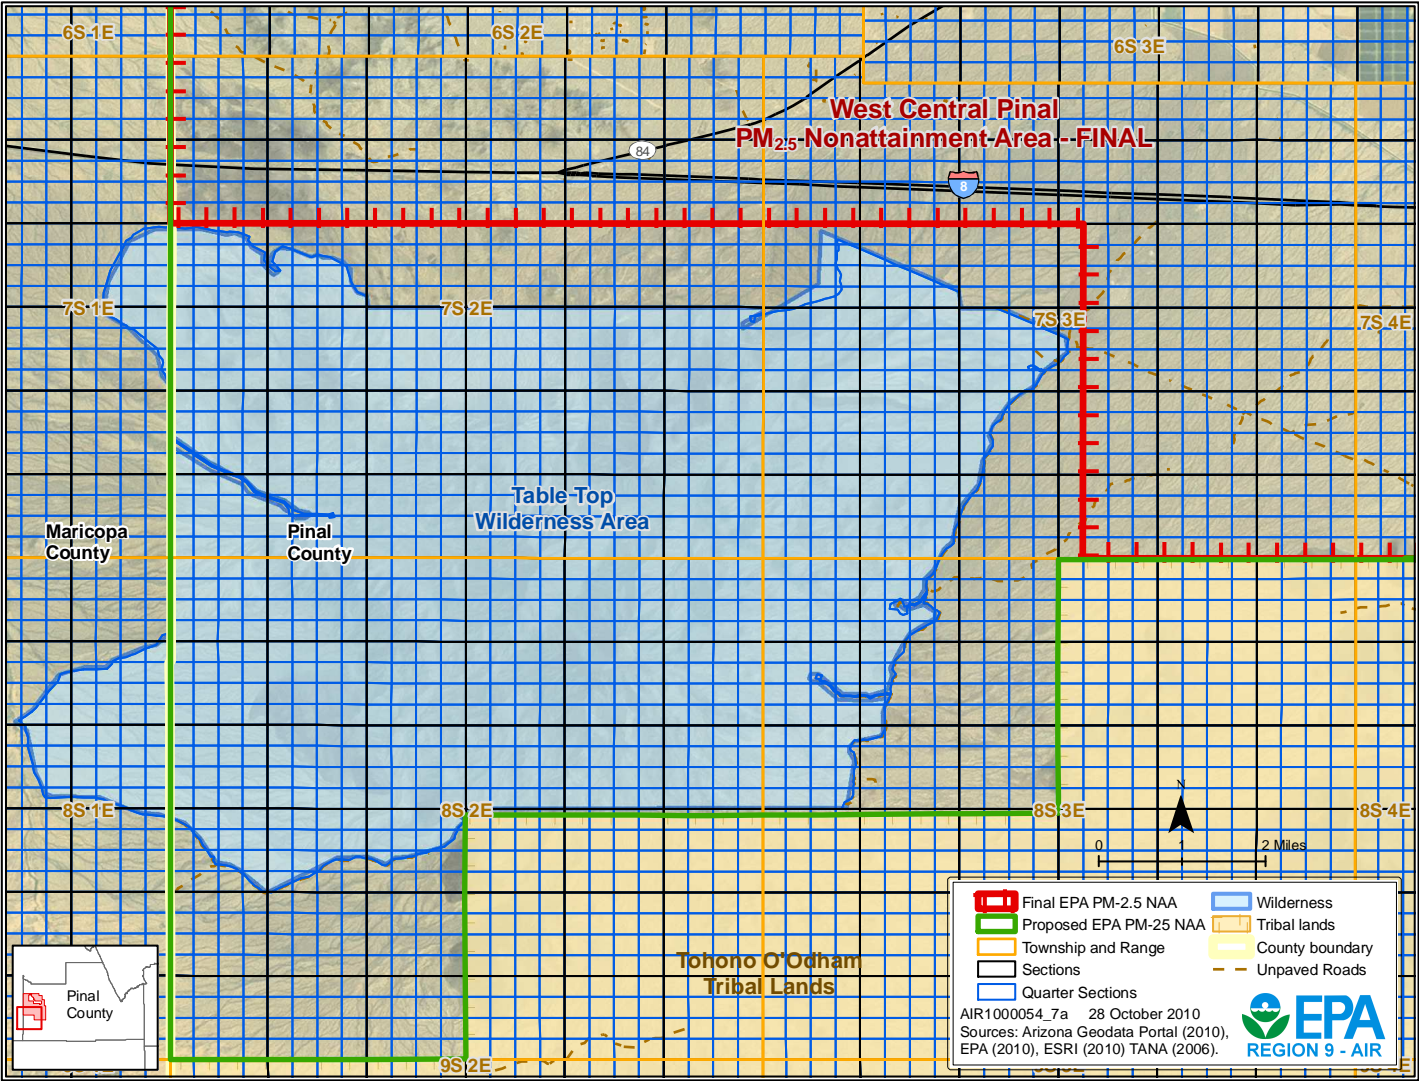 6S 1E
6S 2E
6S 3E
West Central Pinal
PM2.5 Nonattainment Area - FINAL
84
8
7S 1E
7S 2E
7S 3E
7S 4E
Table Top
Wilderness Area
Maricopa
County
Pinal
County
8S 1E
8S 2E
8S 3E
8S 4E
N
0 1 2 Miles
Final EPA PM-2.5 NAA
Proposed EPA PM-25 NAA
Township and Range
Sections
Quarter Sections
Wilderness
Tribal lands
County boundary
Unpaved Roads
AIR1000054_7a 28 October 2010
Sources: Arizona Geodata Portal (2010),
EPA (2010), ESRI (2010) TANA (2006).
EPA
REGION 9 - AIR
Tohono O'Odham
Tribal Lands
Pinal
County
9S 2E